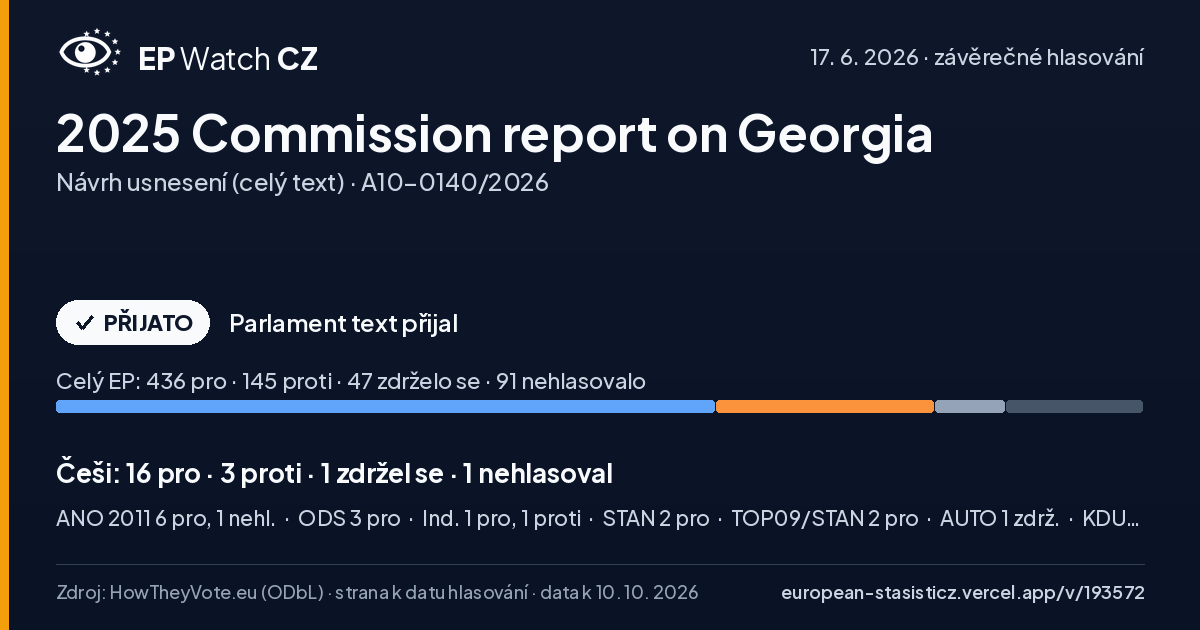 EP Watch CZ
17. 6. 2026 · závěrečné hlasování
2025 Commission report on Georgia
Návrh usnesení (celý text) · A10–0140/2026
PŘIJATO
Parlament text přijal
Celý EP: 436 pro · 145 proti · 47 zdrželo se · 91 nehlasovalo
Češi: 16 pro · 3 proti · 1 zdržel se · 1 nehlasoval
ANO 2011 6 pro, 1 nehl. · ODS 3 pro · Ind. 1 pro, 1 proti · STAN 2 pro · TOP09/STAN 2 pro · AUTO 1 zdrž. · KDU…
Zdroj: HowTheyVote.eu (ODbL) · strana k datu hlasování · data k 10. 10. 2026
european-stasisticz.vercel.app/v/193572